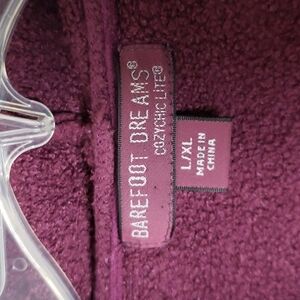 BAREFOOT DREAMS®
COZYCHIC LITE®
L/XL
MADE IN
CHINA